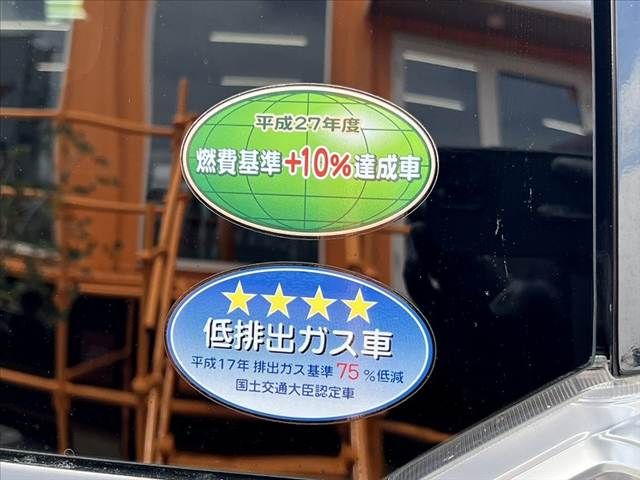 平成27年度
燃費基準+10%達成車
低排出ガス車
平成17年 排出ガス基準 75 %低減
国土交通大臣認定車